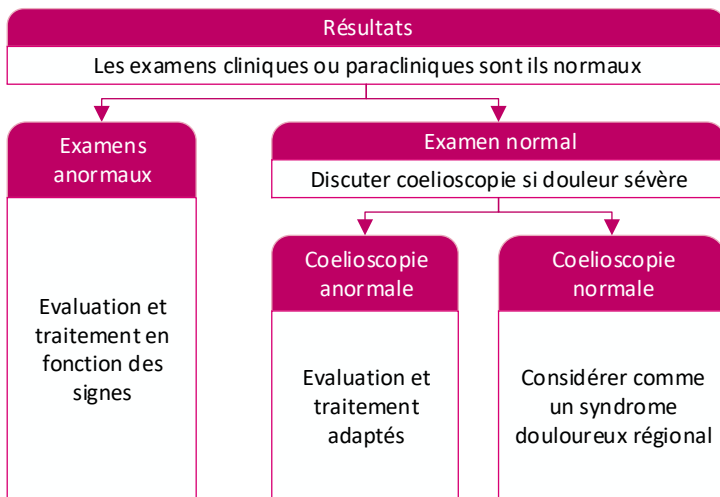 Résultats
Les examens cliniques ou paracliniques sont ils normaux
Examens
anormaux
Evaluation et
traitement en
fonction des
signes
Examen normal
Discuter coelioscopie si douleur sévère
Coelioscopie
anormale
Evaluation et
traitement
adaptés
Coelioscopie
normale
Considérer comme
un syndrome
douloureux régional